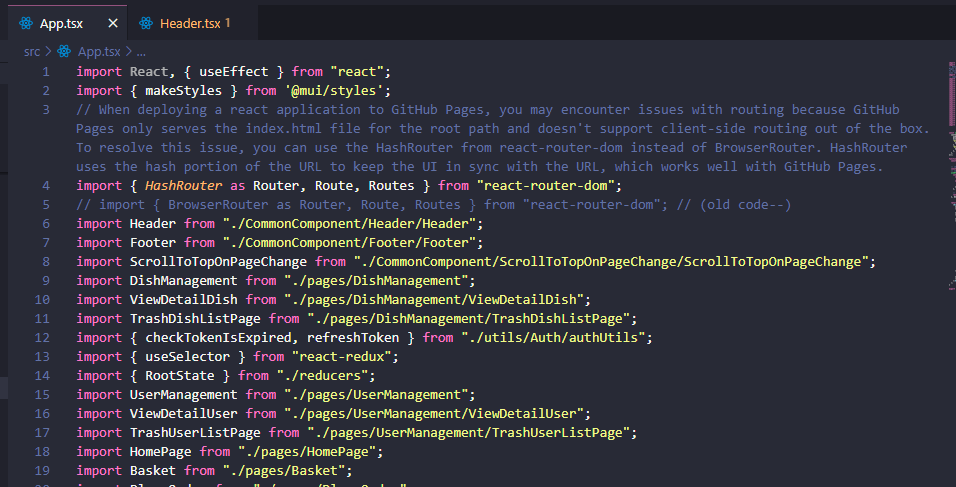 App.tsx × Header.tsx 1
src > App.tsx > ...
1 import React, { useEffect } from "react";
2 import { makeStyles } from '@mui/styles';
3 // When deploying a react application to GitHub Pages, you may encounter issues with routing because GitHub
Pages only serves the index.html file for the root path and doesn't support client-side routing out of the box.
To resolve this issue, you can use the HashRouter from react-router-dom instead of BrowserRouter. HashRouter
uses the hash portion of the URL to keep the UI in sync with the URL, which works well with GitHub Pages.
4 import { HashRouter as Router, Route, Routes } from "react-router-dom";
5 // import { BrowserRouter as Router, Route, Routes } from "react-router-dom"; // (old code--)
6 import Header from "./CommonComponent/Header/Header";
7 import Footer from "./CommonComponent/Footer/Footer";
8 import ScrollToTopOnPageChange from "./CommonComponent/ScrollToTopOnPageChange/ScrollToTopOnPageChange";
9 import DishManagement from "./pages/DishManagement";
10 import ViewDetailDish from "./pages/DishManagement/ViewDetailDish";
11 import TrashDishListPage from "./pages/DishManagement/TrashDishListPage";
12 import { checkTokenIsExpired, refreshToken } from "./utils/Auth/authUtils";
13 import { useSelector } from "react-redux";
14 import { RootState } from "./reducers";
15 import UserManagement from "./pages/UserManagement";
16 import ViewDetailUser from "./pages/UserManagement/ViewDetailUser";
17 import TrashUserListPage from "./pages/UserManagement/TrashUserListPage";
18 import HomePage from "./pages/HomePage";
19 import Basket from "./pages/Basket";